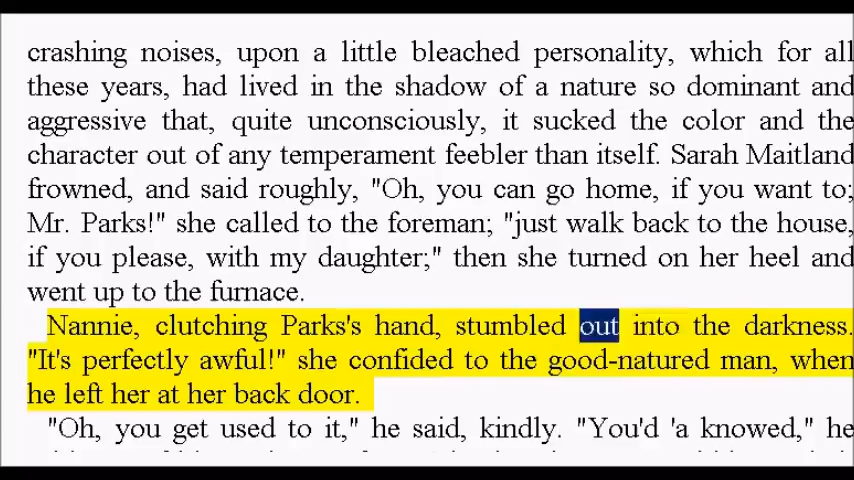 crashing noises, upon a little bleached personality, which for all
these years, had lived in the shadow of a nature so dominant and
aggressive that, quite unconsciously, it sucked the color and the
character out of any temperament feebler than itself. Sarah Maitland
frowned, and said roughly, "Oh, you can go home, if you want to;
Mr. Parks!" she called to the foreman; "just walk back to the house,
if you please, with my daughter;" then she turned on her heel and
went up to the furnace.
Nannie, clutching Parks's hand, stumbled out into the darkness.
"It's perfectly awful!" she confided to the good-natured man, when
he left her at her back door.
"Oh, you get used to it," he said, kindly. "You'd 'a knowed," he